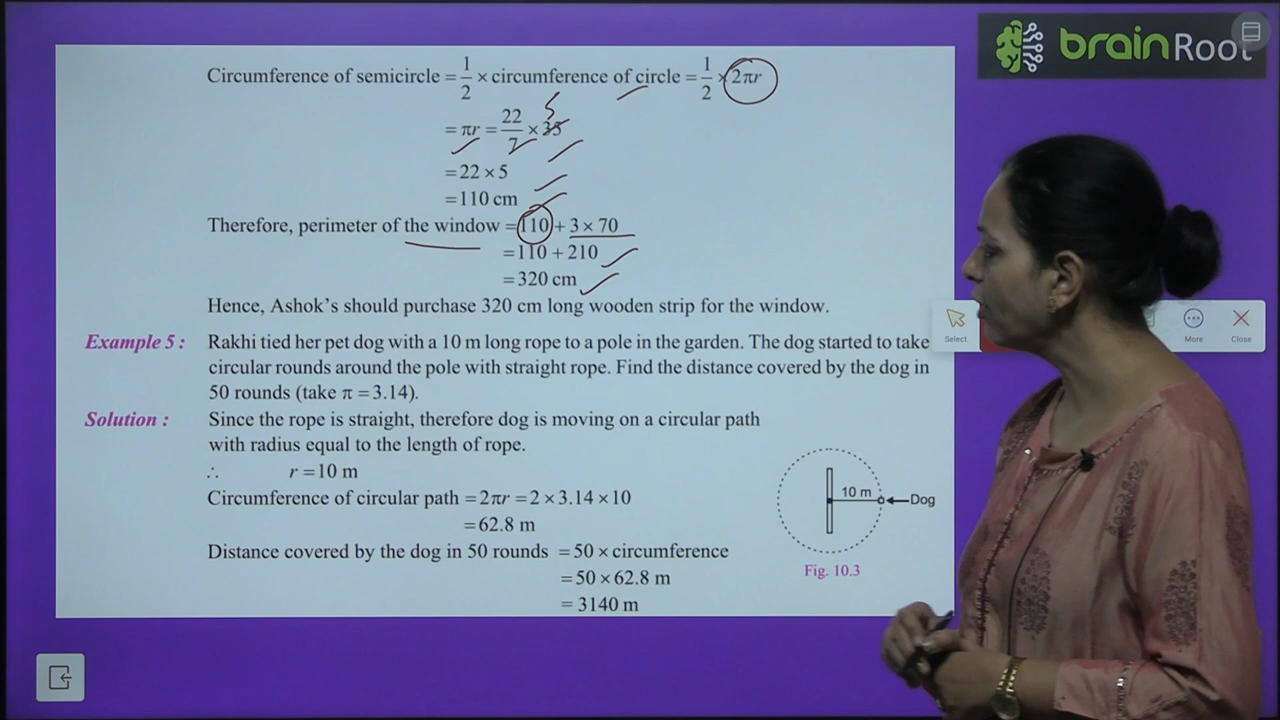 brainRoot
Circumference of semicircle = 1/2 × circumference of circle = 1/2 × 2πr
= πr = 22/7 × 35
5
= 22 × 5
= 110 cm
Therefore, perimeter of the window = 110 + 3 × 70
= 110 + 210
= 320 cm
Hence, Ashok's should purchase 320 cm long wooden strip for the window.
Example 5 : Rakhi tied her pet dog with a 10 m long rope to a pole in the garden. The dog started to take
circular rounds around the pole with straight rope. Find the distance covered by the dog in
50 rounds (take π = 3.14).
Solution : Since the rope is straight, therefore dog is moving on a circular path
with radius equal to the length of rope.
∴ r = 10 m
Circumference of circular path = 2πr = 2 × 3.14 × 10
= 62.8 m
Distance covered by the dog in 50 rounds = 50 × circumference
= 50 × 62.8 m
= 3140 m
10 m
Dog
Fig. 10.3
Select
More
Close